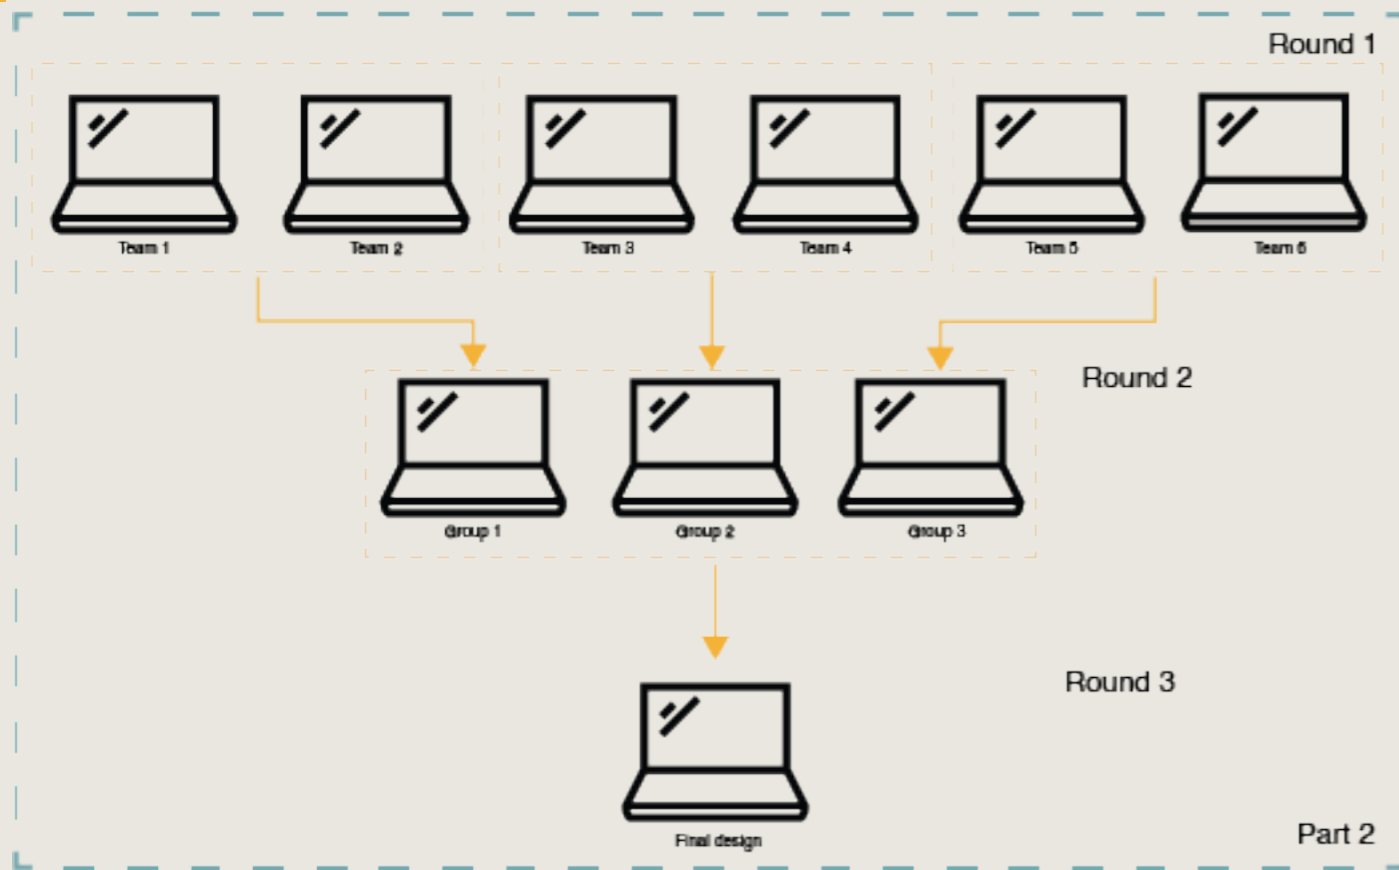 Round 1
Team 1
Team 2
Team 3
Team 4
Team 5
Team 6
Round 2
Group 1
Group 2
Group 3
Round 3
Final design
Part 2